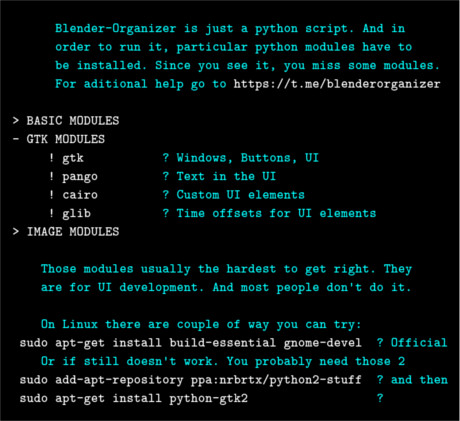 Blender-Organizer is just a python script. And in
order to run it, particular python modules have to
be installed. Since you see it, you miss some modules.
For aditional help go to https://t.me/blenderorganizer
> BASIC MODULES
- GTK MODULES
! gtk ? Windows, Buttons, UI
! pango ? Text in the UI
! cairo ? Custom UI elements
! glib ? Time offsets for UI elements
> IMAGE MODULES
Those modules usually the hardest to get right. They
are for UI development. And most people don't do it.
On Linux there are couple of way you can try:
sudo apt-get install build-essential gnome-devel ? Official
Or if still doesn't work. You probably need those 2
sudo add-apt-repository ppa:nrbrtx/python2-stuff ? and then
sudo apt-get install python-gtk2 ?